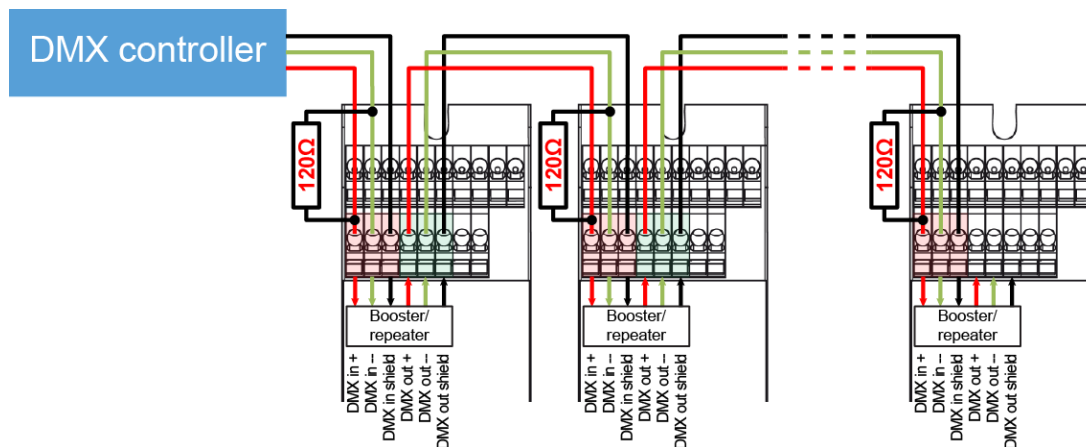 DMX controller
120Ω
120Ω
120Ω
Booster/
repeater
Booster/
repeater
Booster/
repeater
DMX in +
DMX in –
DMX in shield
DMX out +
DMX out –
DMX out shield
DMX in +
DMX in –
DMX in shield
DMX out +
DMX out –
DMX out shield
DMX in +
DMX in –
DMX in shield
DMX out +
DMX out –
DMX out shield